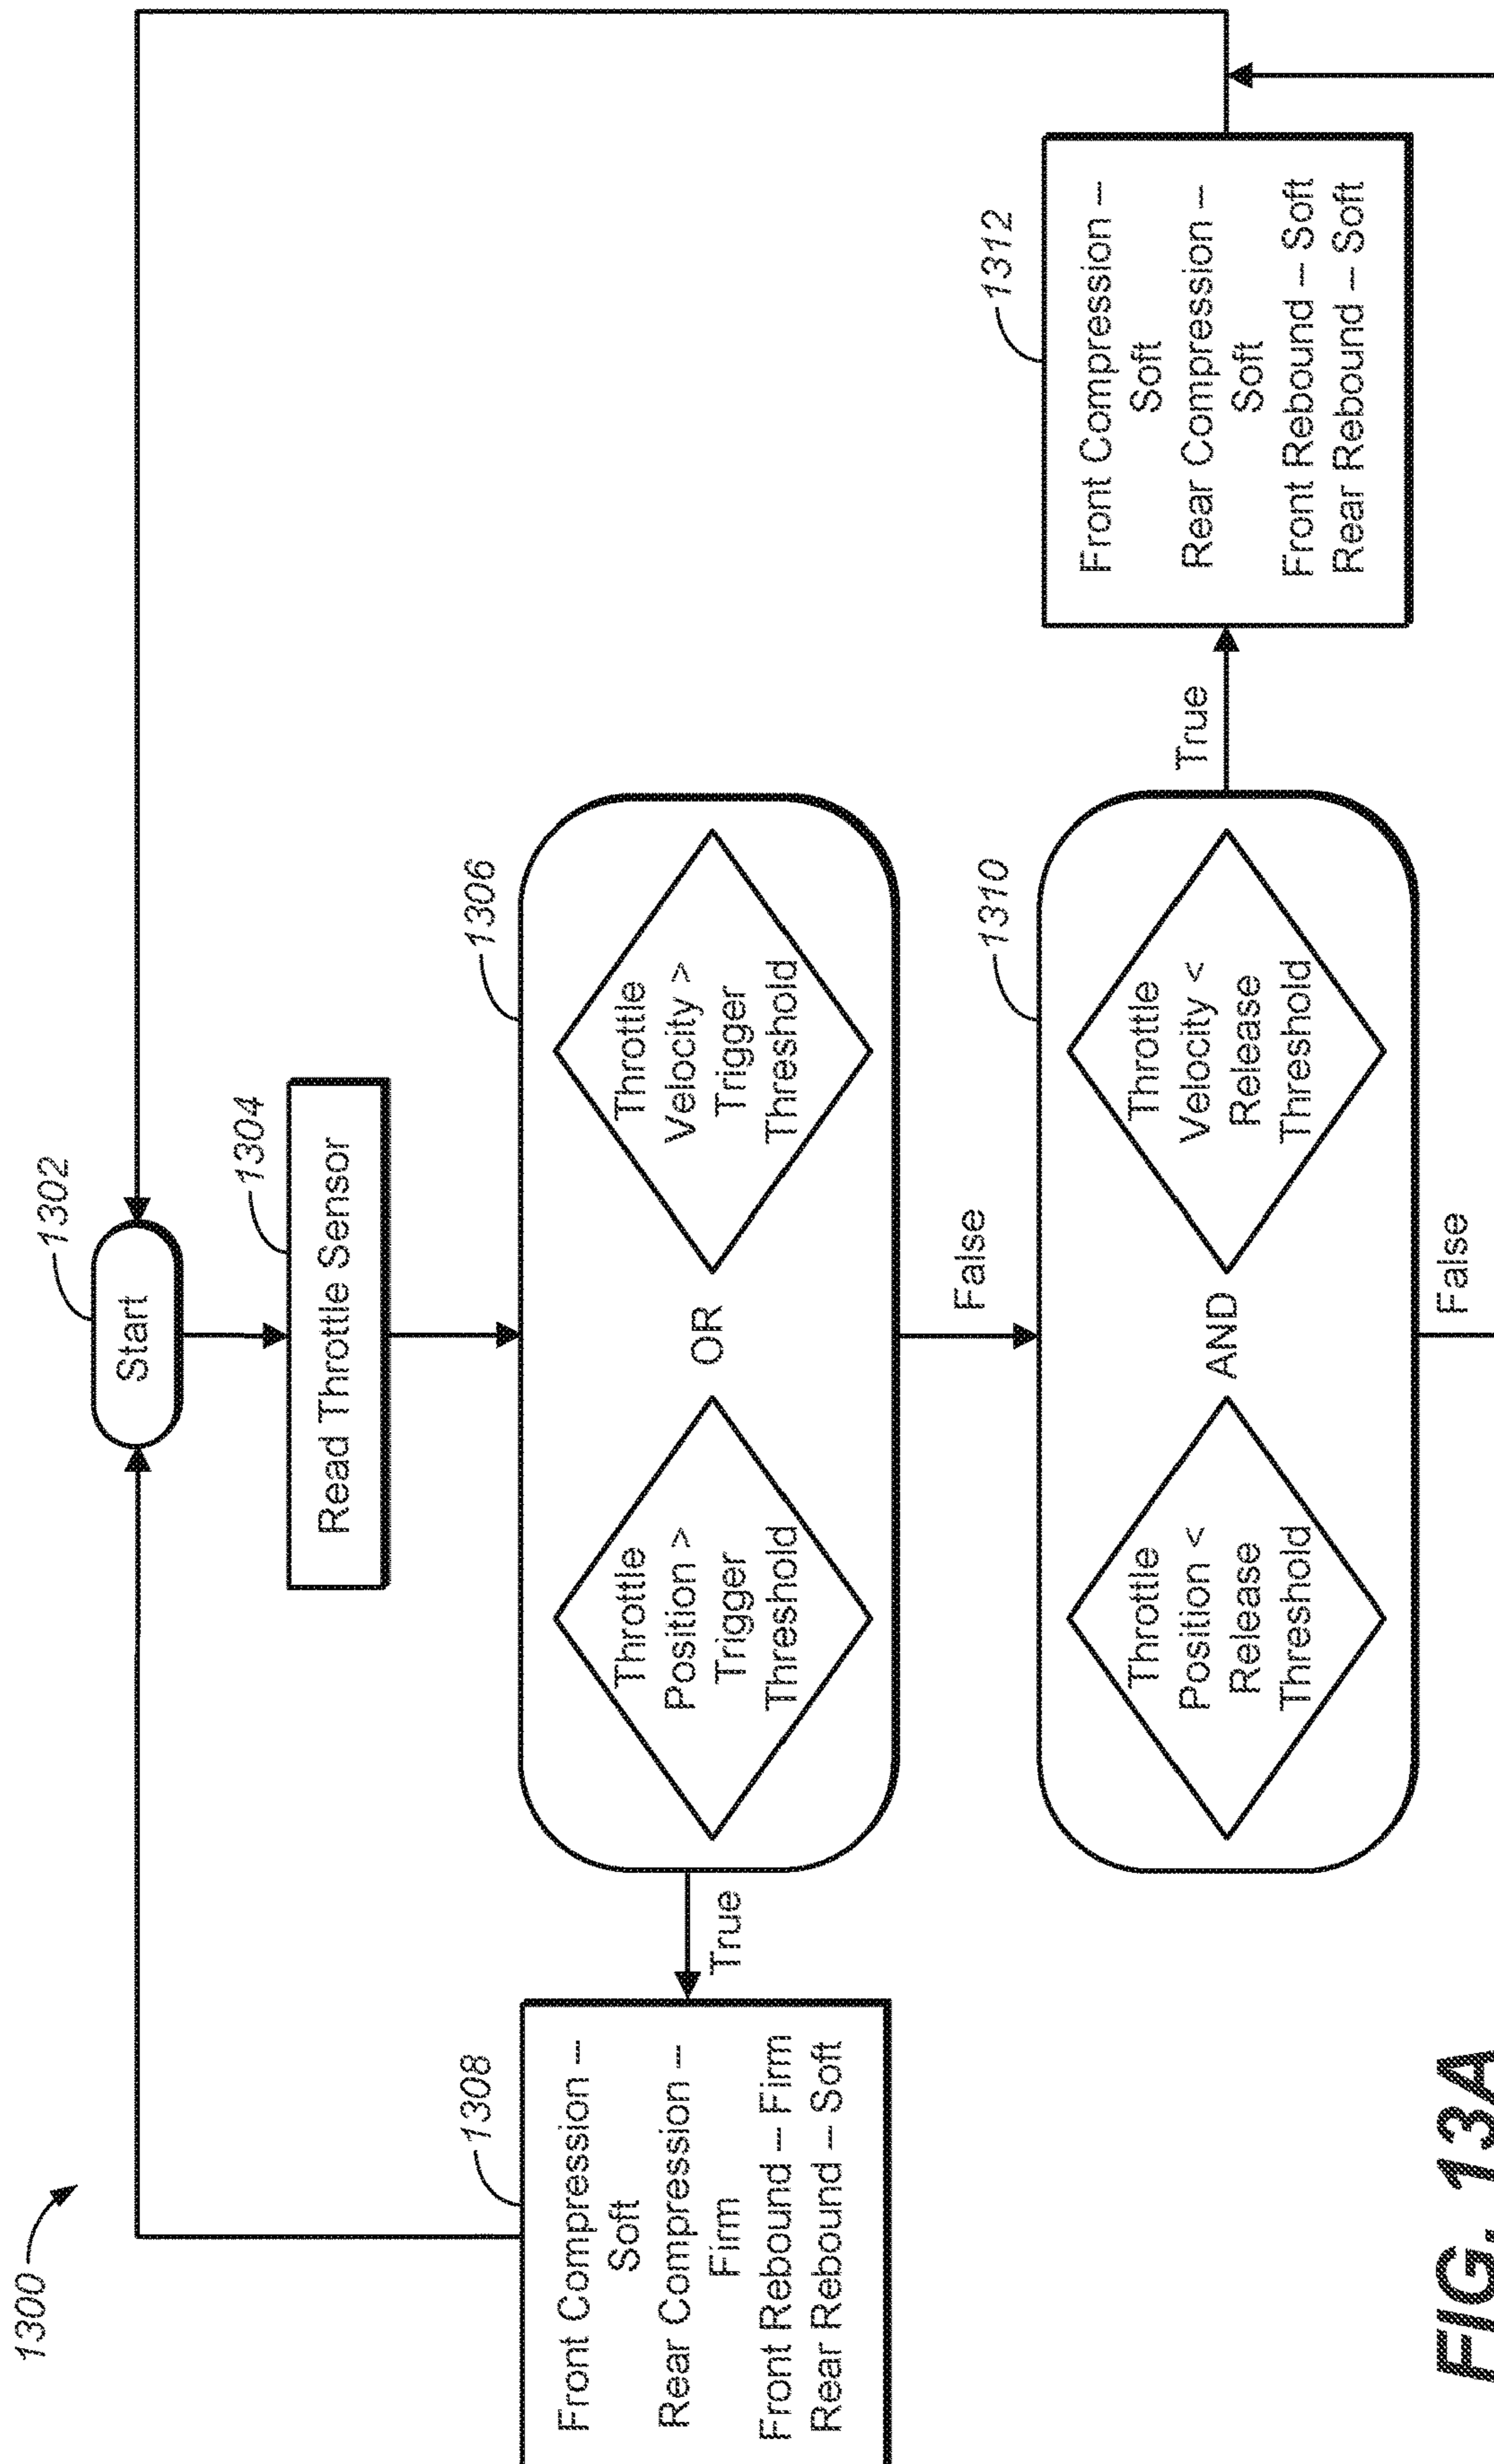 1300
1302
Start
1304
Read Throttle Sensor
1306
Throttle
Position >
Trigger
Threshold
OR
Throttle
Velocity >
Trigger
Threshold
True
1308
Front Compression –
Soft
Rear Compression –
Firm
Front Rebound – Firm
Rear Rebound – Soft
False
1310
Throttle
Position <
Release
Threshold
AND
Throttle
Velocity <
Release
Threshold
True
1312
Front Compression –
Soft
Rear Compression –
Soft
Front Rebound – Soft
Rear Rebound – Soft
False
FIG. 13A